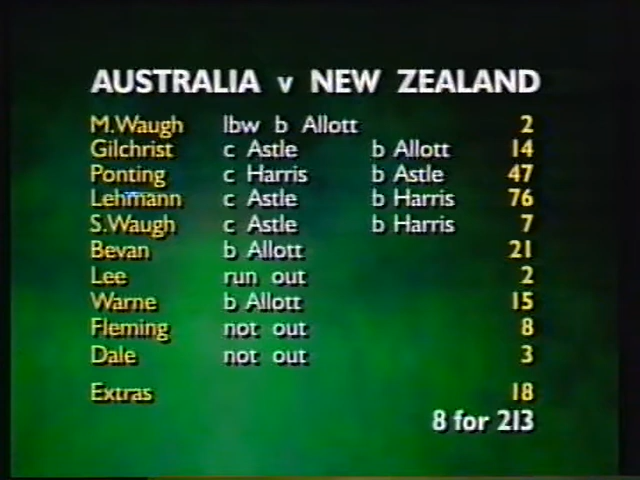 AUSTRALIA v NEW ZEALAND
M.Waugh lbw b Allott 2
Gilchrist c Astle b Allott 14
Ponting c Harris b Astle 47
Lehmann c Astle b Harris 76
S.Waugh c Astle b Harris 7
Bevan b Allott 21
Lee run out 2
Warne b Allott 15
Fleming not out 8
Dale not out 3
Extras 18
8 for 213